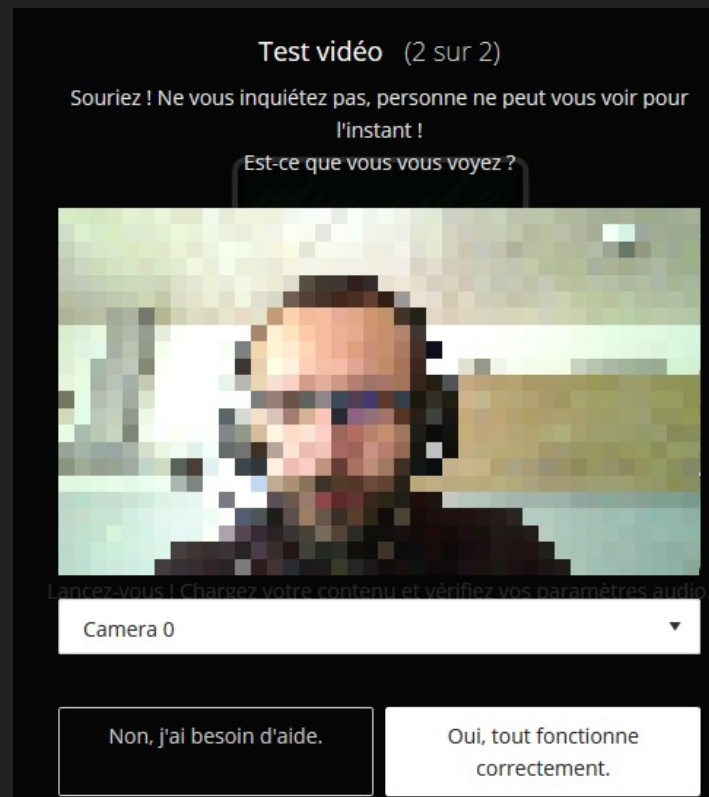 Test vidéo (2 sur 2)
Souriez ! Ne vous inquiétez pas, personne ne peut vous voir pour
l'instant !
Est-ce que vous vous voyez ?
Lancez-vous ! Chargez votre contenu et vérifiez vos paramètres audio
Camera 0
Non, j'ai besoin d'aide.
Oui, tout fonctionne
correctement.